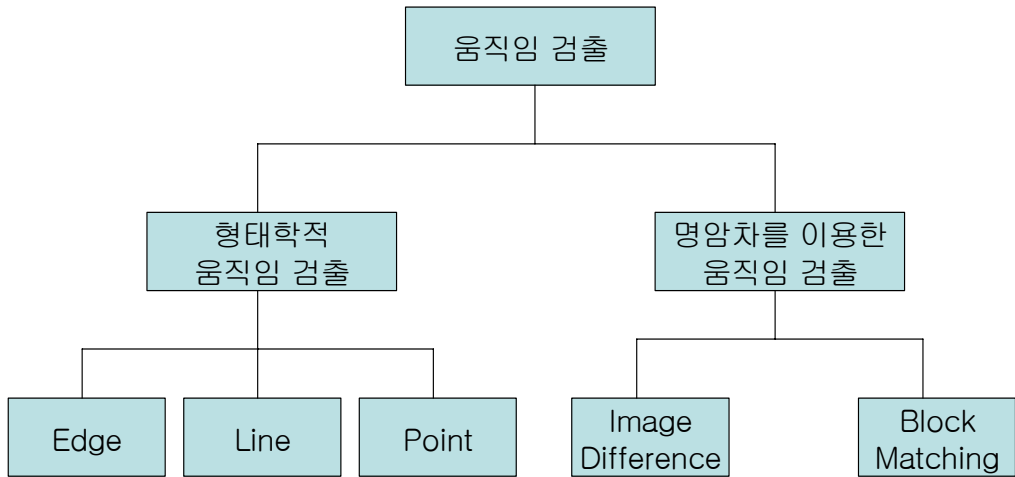 움직임 검출
형태학적
움직임 검출
명암차를 이용한
움직임 검출
Edge
Line
Point
Image
Difference
Block
Matching